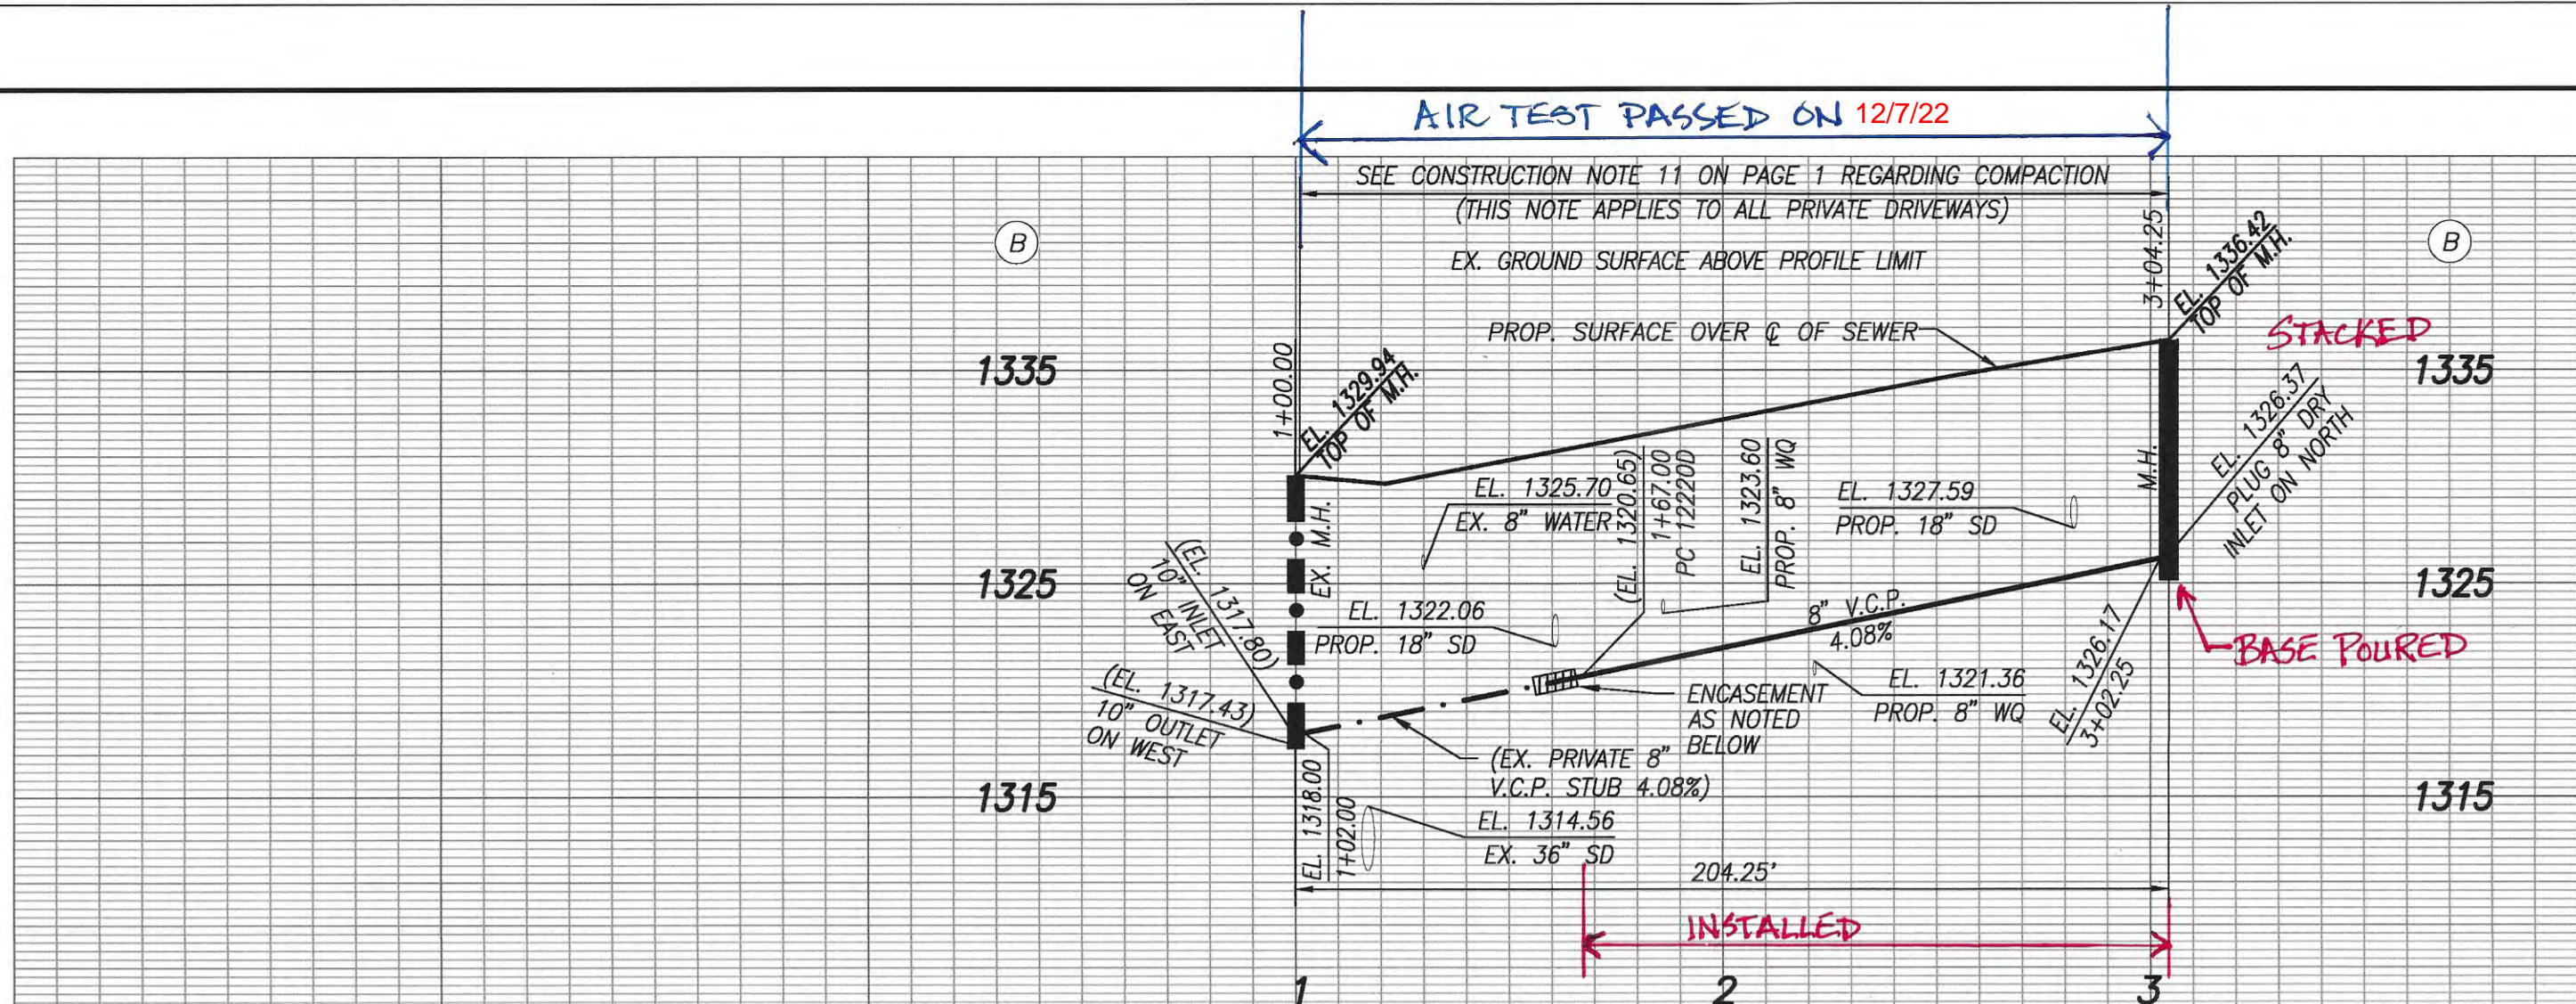 AIR TEST PASSED ON 12/7/22
SEE CONSTRUCTION NOTE 11 ON PAGE 1 REGARDING COMPACTION
(THIS NOTE APPLIES TO ALL PRIVATE DRIVEWAYS)
B
B
EX. GROUND SURFACE ABOVE PROFILE LIMIT
3+04.25
EL. 1336.42
TOP OF M.H.
PROP. SURFACE OVER ℄ OF SEWER
STACKED
1335
1335
1+00.00
EL. 1329.94
TOP OF M.H.
EL. 1326.37
PLUG 8" DRY
INLET ON NORTH
M.H.
EX. M.H.
EL. 1325.70
EX. 8" WATER
(EL. 1320.65)
1+67.00
PC 12220D
EL. 1323.60
PROP. 8" WQ
EL. 1327.59
PROP. 18" SD
1325
1325
(EL. 1317.80)
10" INLET
ON EAST
EL. 1322.06
PROP. 18" SD
8" V.C.P.
4.08%
BASE POURED
(EL. 1317.43)
10" OUTLET
ON WEST
ENCASEMENT
AS NOTED
BELOW
EL. 1321.36
PROP. 8" WQ
EL. 1326.17
3+02.25
(EX. PRIVATE 8"
V.C.P. STUB 4.08%)
1315
1315
EL. 1318.00
1+02.00
EL. 1314.56
EX. 36" SD
204.25'
INSTALLED
1
2
3